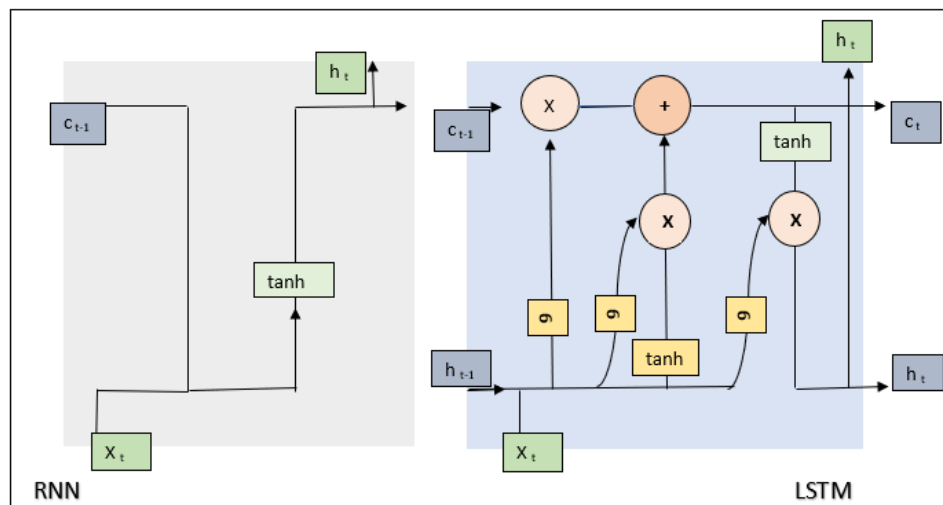 h t
C t-1
tanh
X t
RNN
h t
C t-1
X
+
C t
tanh
X
X
σ
σ
σ
tanh
h t-1
h t
X t
LSTM